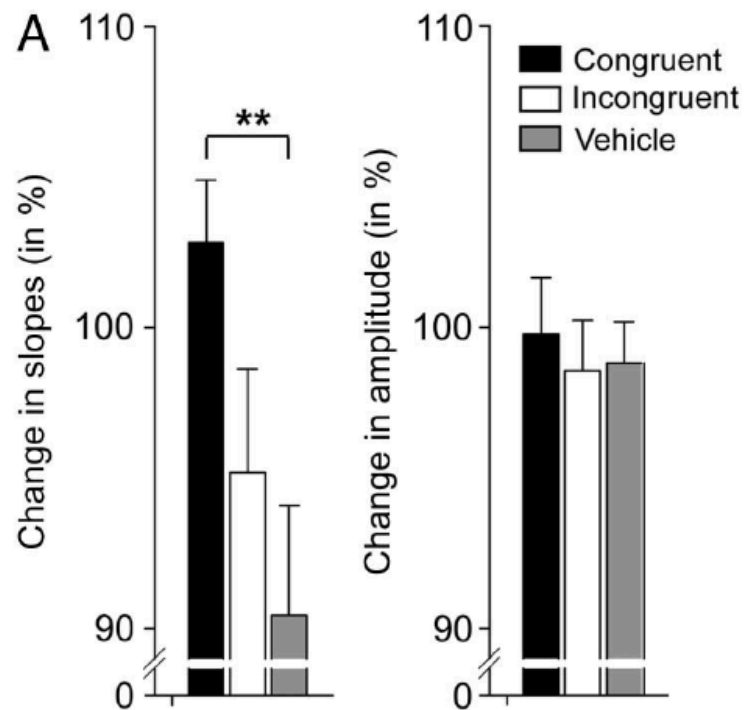 A
Change in slopes (in %)
110
100
90
0
**
Change in amplitude (in %)
110
100
90
0
Congruent
Incongruent
Vehicle